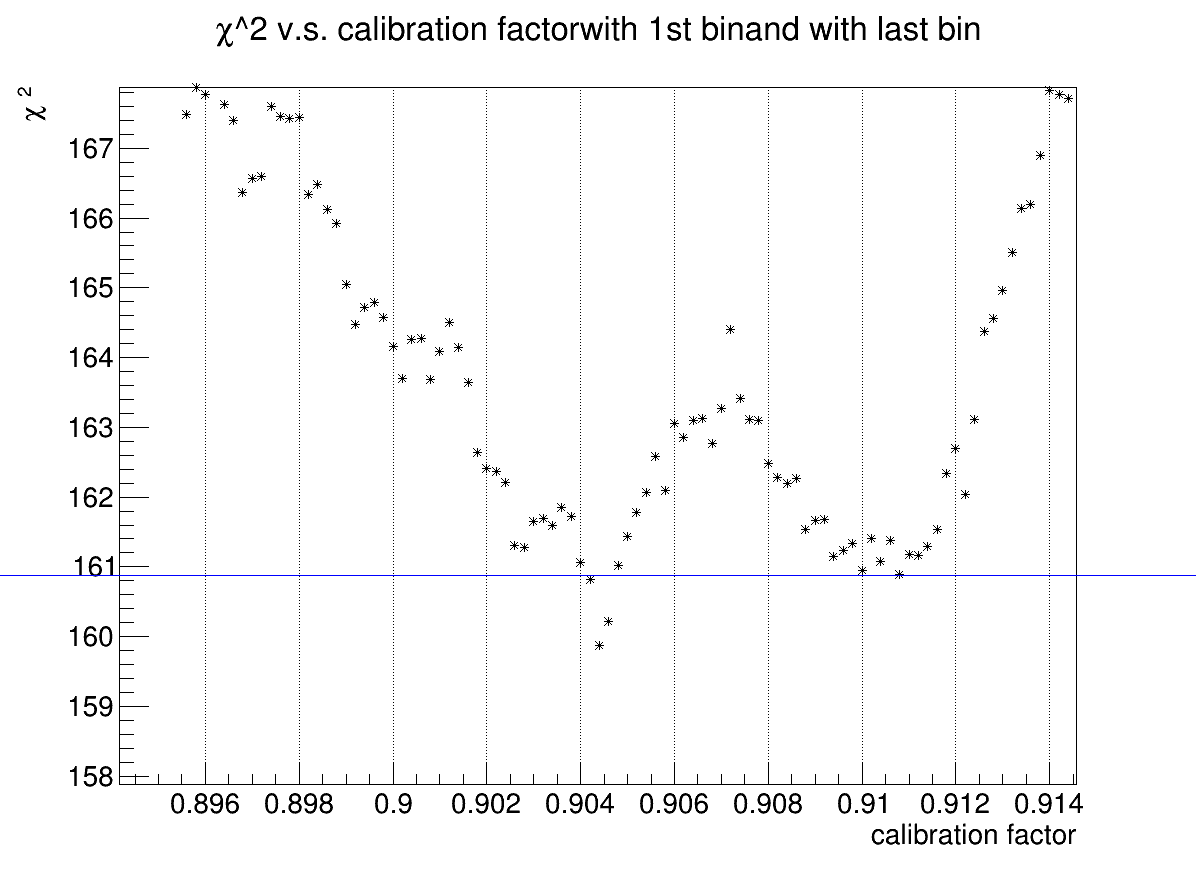 χ^2 v.s. calibration factorwith 1st binand with last bin
χ 2
167
166
165
164
163
162
161
160
159
158
0.896 0.898 0.9 0.902 0.904 0.906 0.908 0.91 0.912 0.914
calibration factor